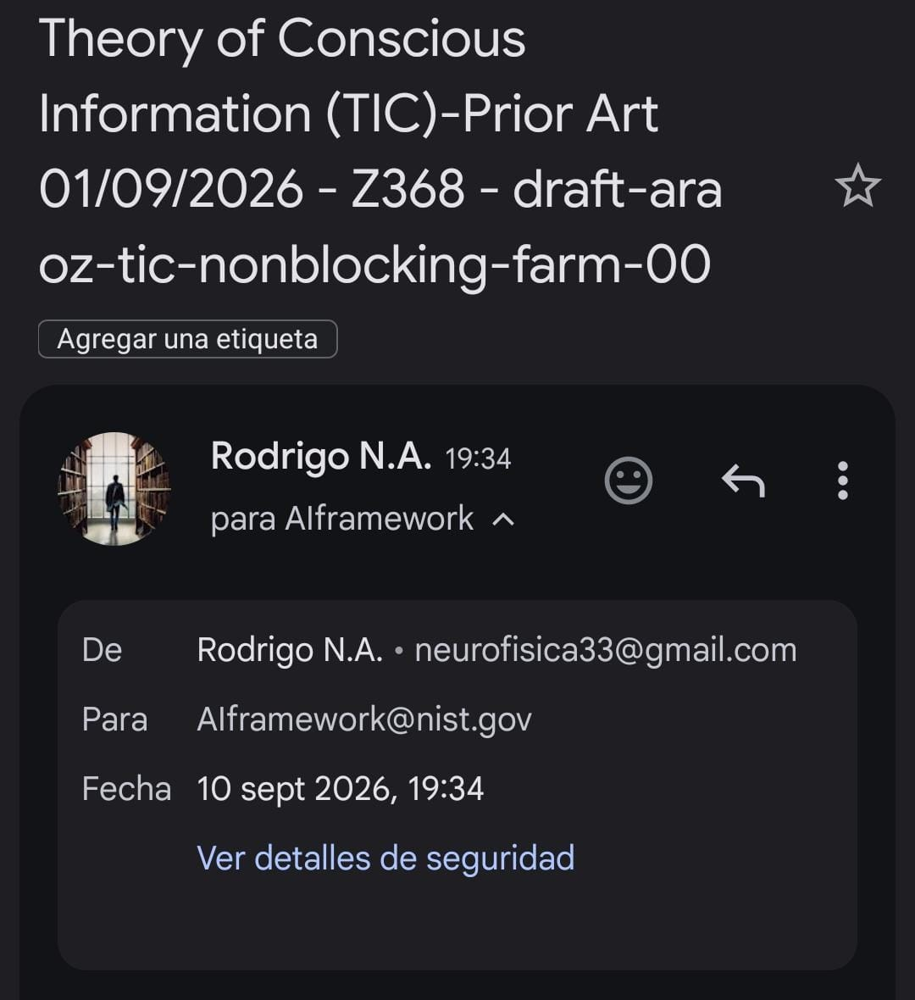 Theory of Conscious
Information (TIC)-Prior Art
01/09/2026 - Z368 - draft-ara
oz-tic-nonblocking-farm-00
Agregar una etiqueta
Rodrigo N.A. 19:34
para AIframework
De Rodrigo N.A. • neurofisica33@gmail.com
Para AIframework@nist.gov
Fecha 10 sept 2026, 19:34
Ver detalles de seguridad